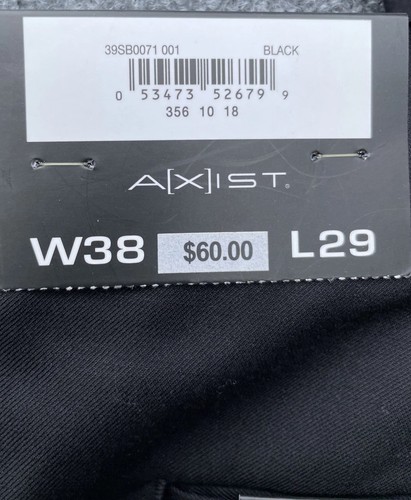 39SB0071 001 BLACK
0 53473 52679 9
356 10 18
A[X]IST®
W38 $60.00 L29